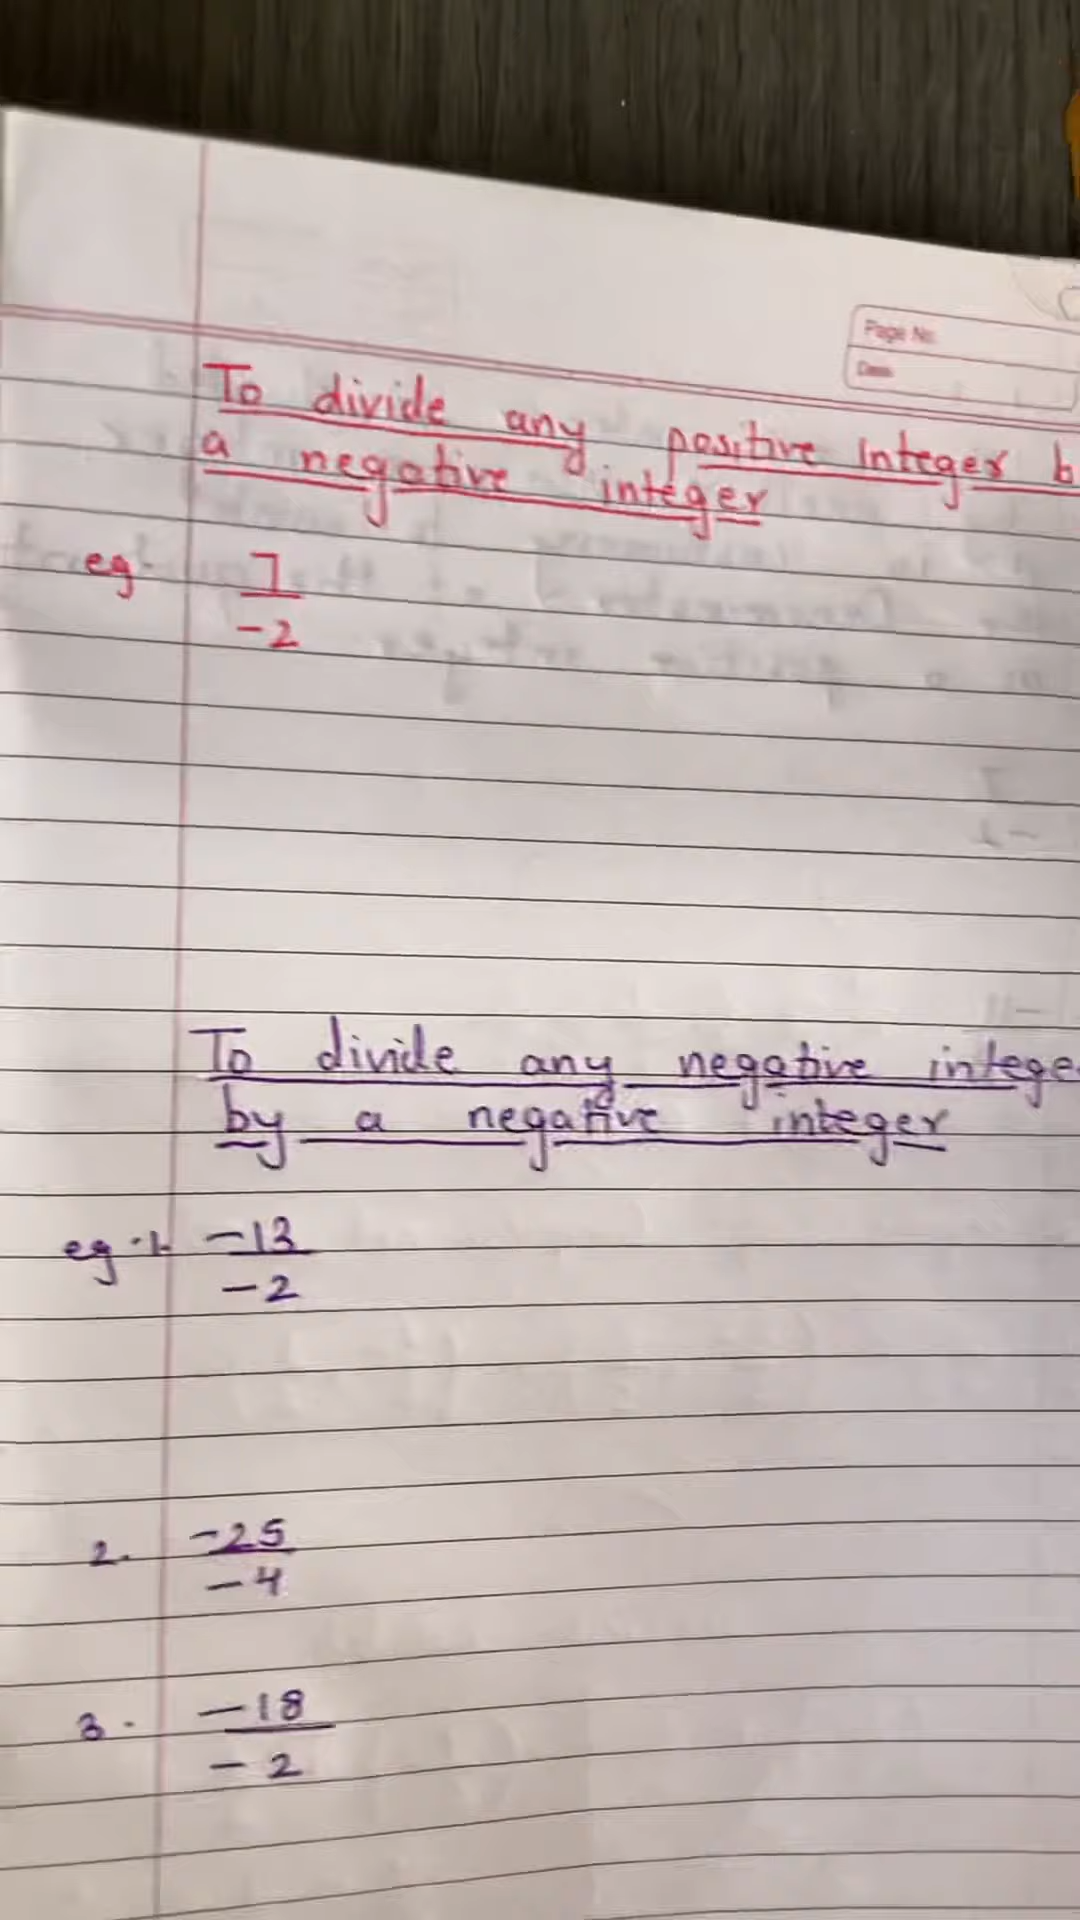 Page No.
Date
To divide any positive Integer b
a negative integer
eg- 7
-2
To divide any negative intege
by a negative integer
eg-1. -13
-2
2. -25
-4
3. -18
-2